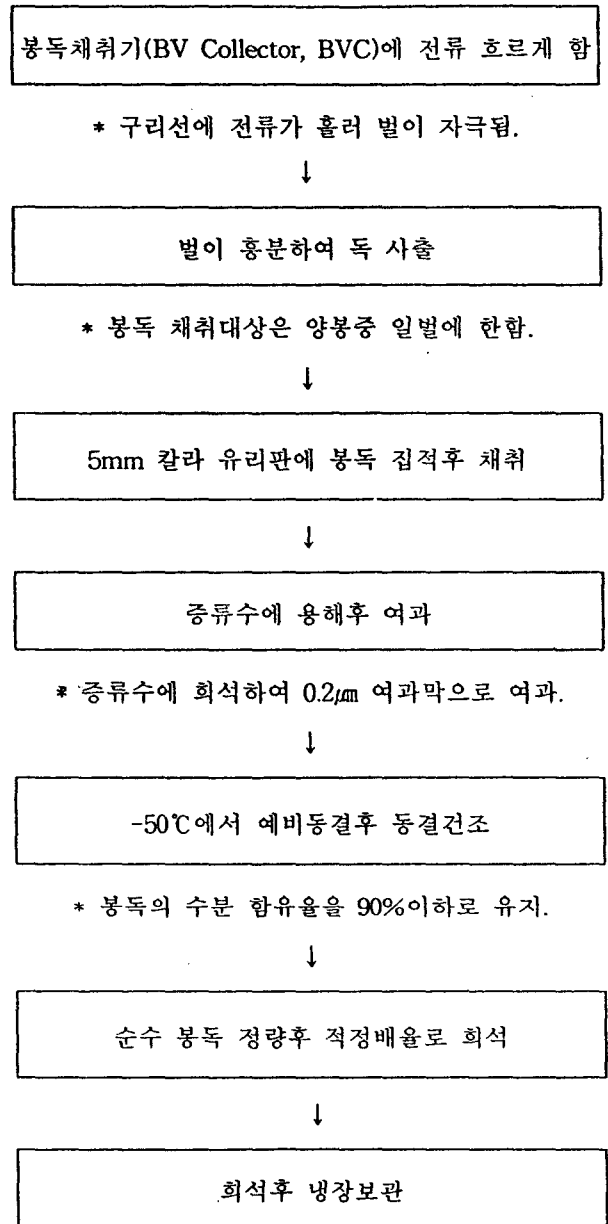 봉독채취기(BV Collector, BVC)에 전류 흐르게 함
* 구리선에 전류가 흘러 벌이 자극됨.
↓
벌이 흥분하여 독 사출
* 봉독 채취대상은 양봉중 일벌에 한함.
↓
5mm 칼라 유리판에 봉독 집적후 채취
↓
증류수에 용해후 여과
* 증류수에 희석하여 0.2㎛ 여과막으로 여과.
↓
-50℃에서 예비동결후 동결건조
* 봉독의 수분 함유율을 90%이하로 유지.
↓
순수 봉독 정량후 적정배율로 희석
↓
희석후 냉장보관